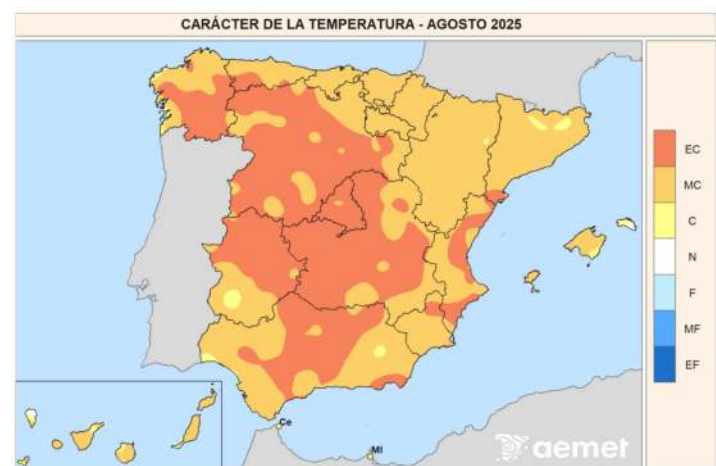 CARÁCTER DE LA TEMPERATURA - AGOSTO 2025
EC
MC
C
N
F
MF
EF
Ce
Ml
aemet